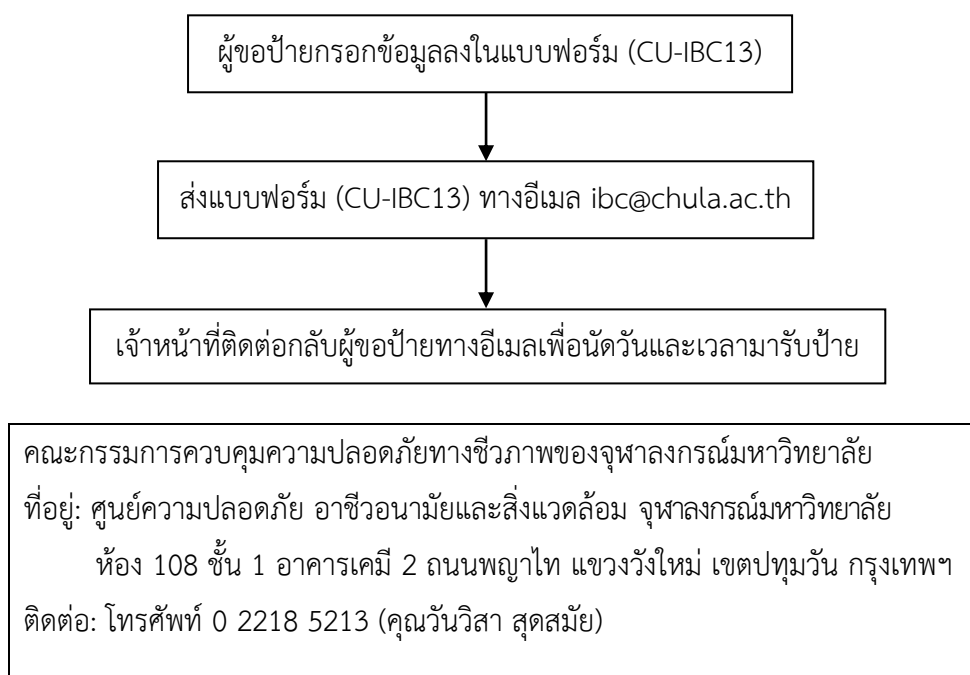 ผู้ขอป้ายกรอกข้อมูลลงในแบบฟอร์ม (CU-IBC13)
ส่งแบบฟอร์ม (CU-IBC13) ทางอีเมล ibc@chula.ac.th
เจ้าหน้าที่ติดต่อกลับผู้ขอป้ายทางอีเมลเพื่อนัดวันและเวลามารับป้าย
คณะกรรมการควบคุมความปลอดภัยทางชีวภาพของจุฬาลงกรณ์มหาวิทยาลัย
ที่อยู่: ศูนย์ความปลอดภัย อาชีวอนามัยและสิ่งแวดล้อม จุฬาลงกรณ์มหาวิทยาลัย
ห้อง 108 ชั้น 1 อาคารเคมี 2 ถนนพญาไท แขวงวังใหม่ เขตปทุมวัน กรุงเทพฯ
ติดต่อ: โทรศัพท์ 0 2218 5213 (คุณวันวิสา สุดสมัย)